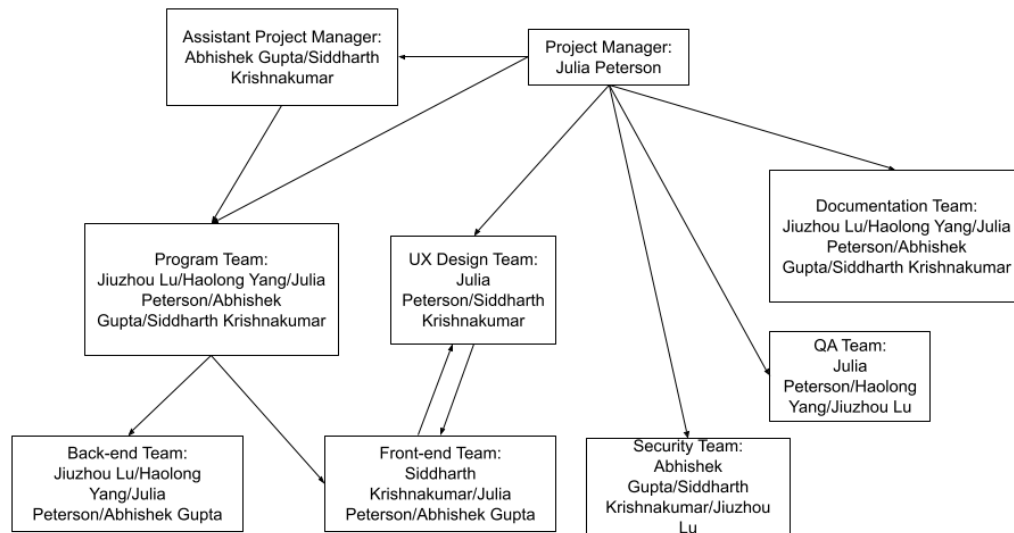 Assistant Project Manager:
Abhishek Gupta/Siddharth
Krishnakumar
Project Manager:
Julia Peterson
Documentation Team:
Jiuzhou Lu/Haolong Yang/Julia
Peterson/Abhishek
Gupta/Siddharth Krishnakumar
Program Team:
Jiuzhou Lu/Haolong Yang/Julia
Peterson/Abhishek
Gupta/Siddharth Krishnakumar
UX Design Team:
Julia
Peterson/Siddharth
Krishnakumar
QA Team:
Julia
Peterson/Haolong
Yang/Jiuzhou Lu
Back-end Team:
Jiuzhou Lu/Haolong
Yang/Julia
Peterson/Abhishek Gupta
Front-end Team:
Siddharth
Krishnakumar/Julia
Peterson/Abhishek Gupta
Security Team:
Abhishek
Gupta/Siddharth
Krishnakumar/Jiuzhou
Lu